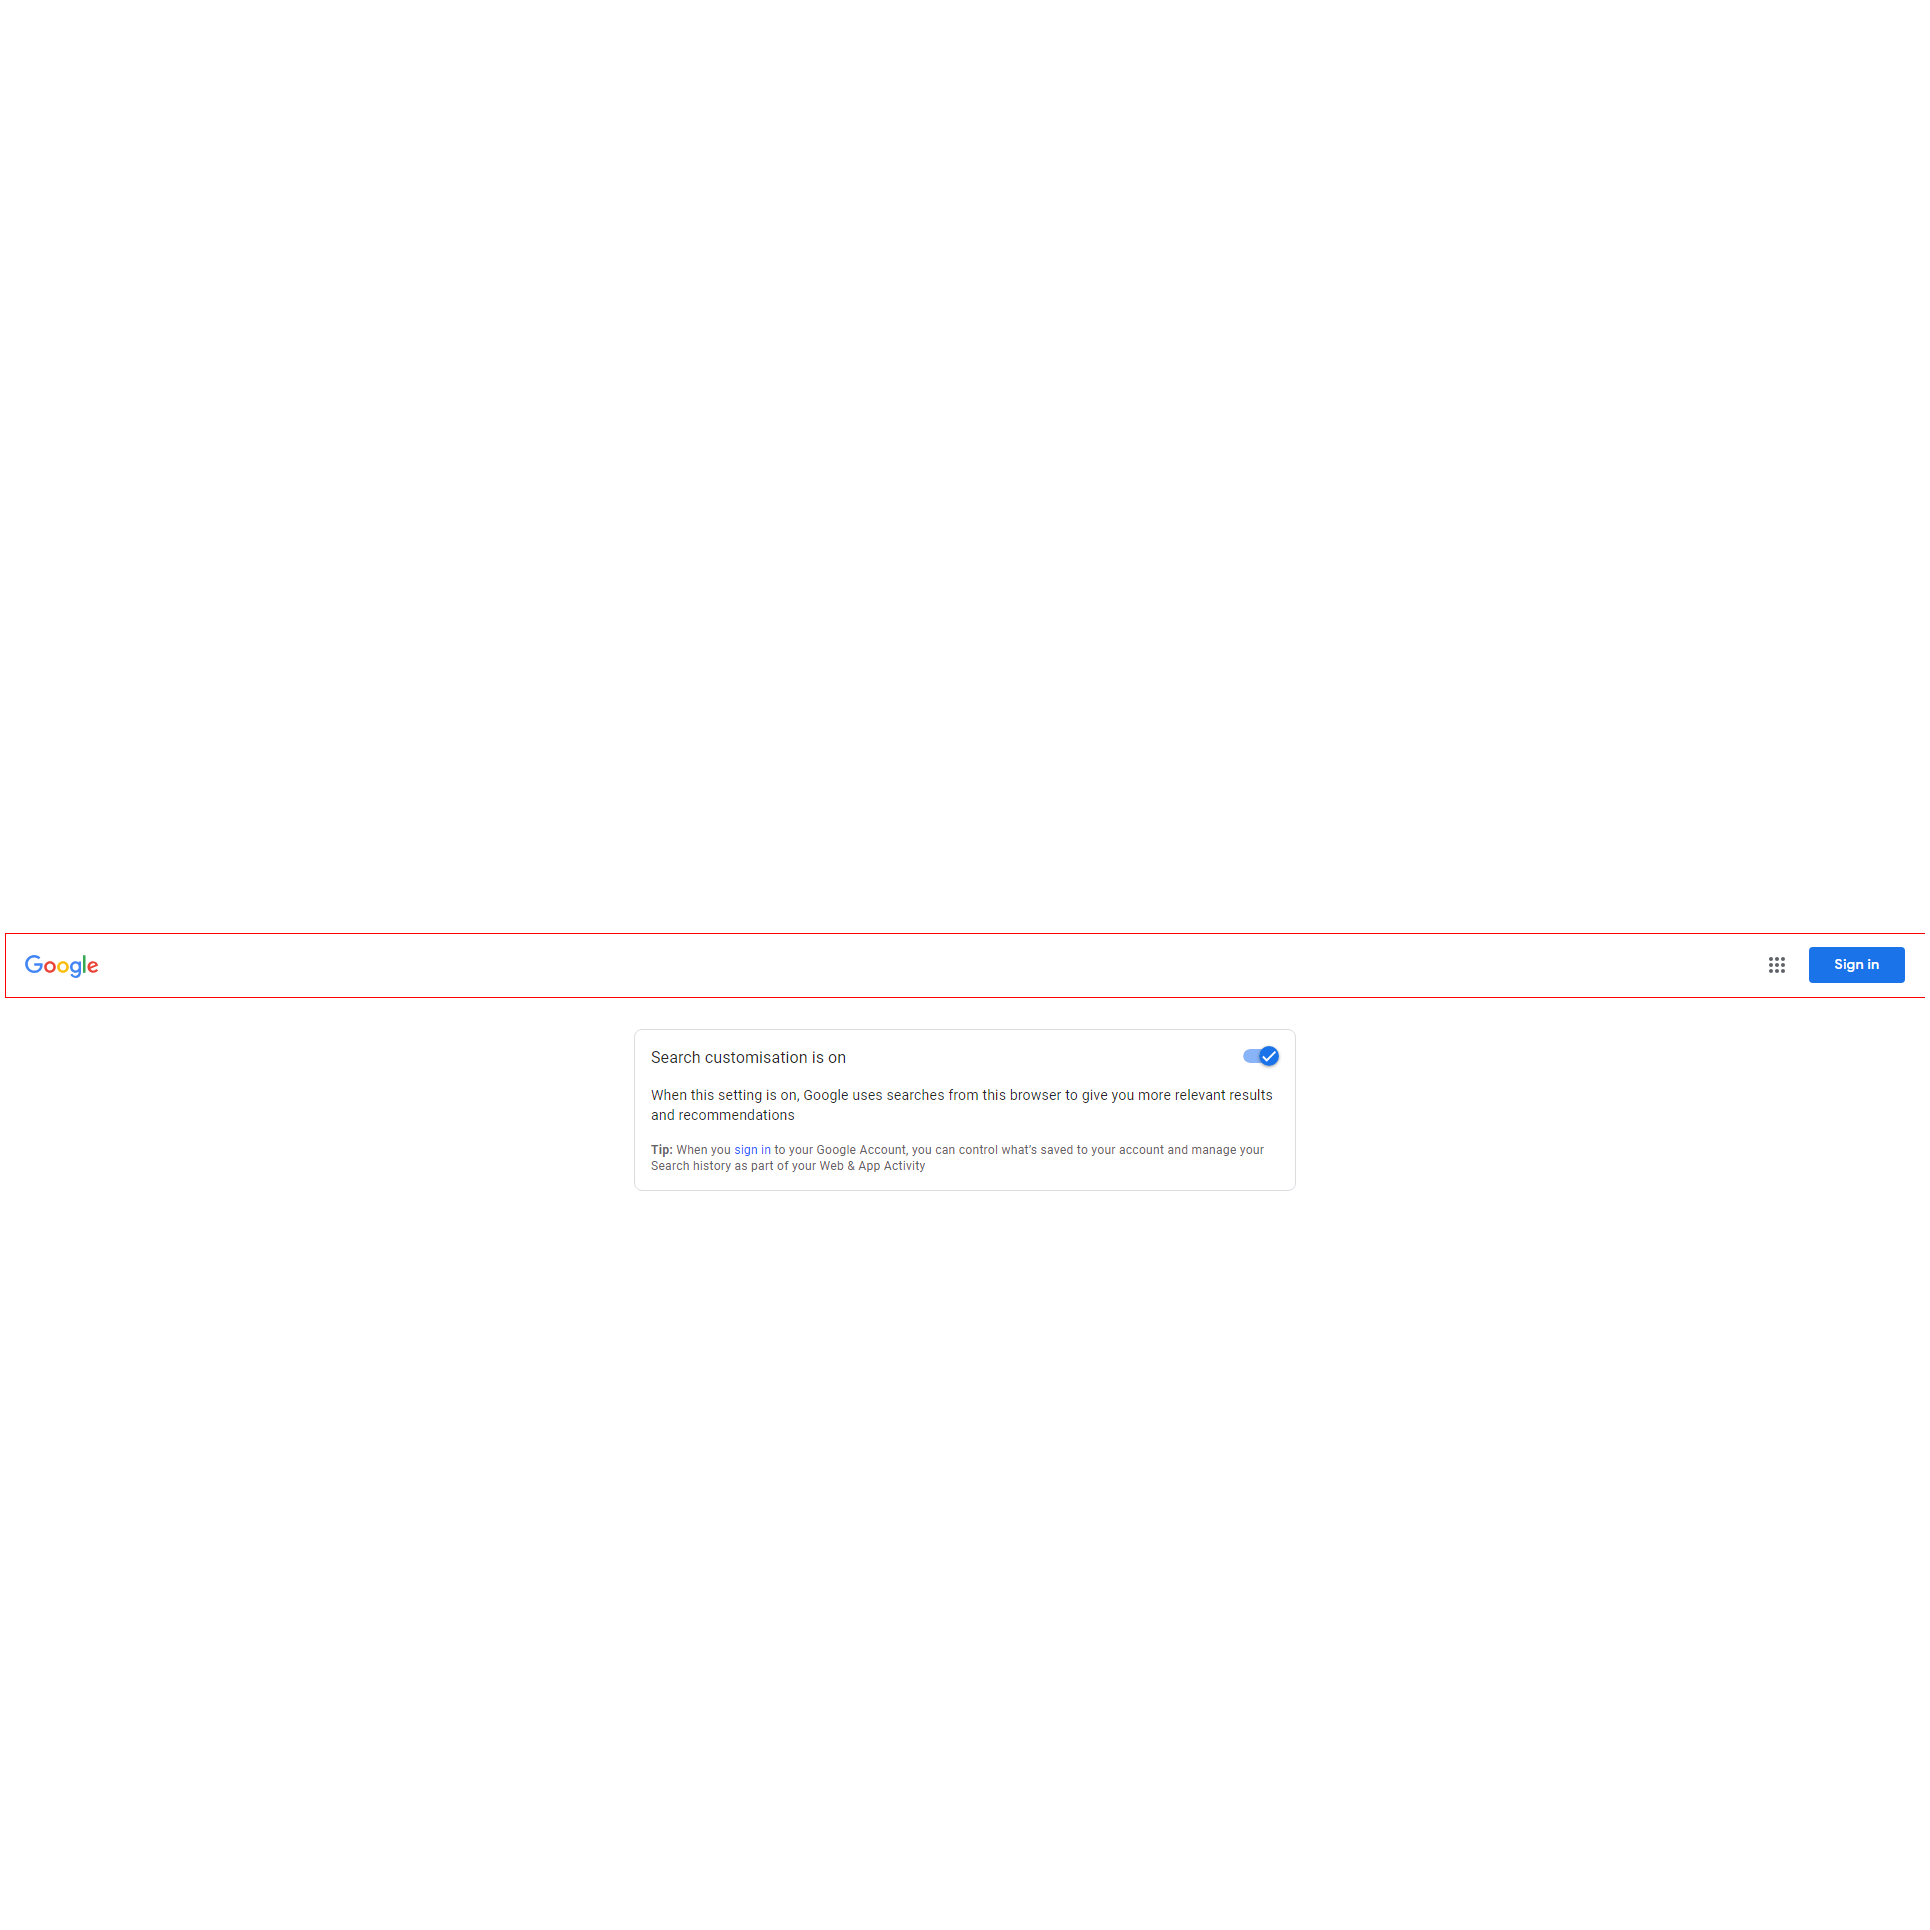 Google
Sign in
Search customisation is on
When this setting is on, Google uses searches from this browser to give you more relevant results
and recommendations
Tip: When you sign in to your Google Account, you can control what's saved to your account and manage your
Search history as part of your Web & App Activity